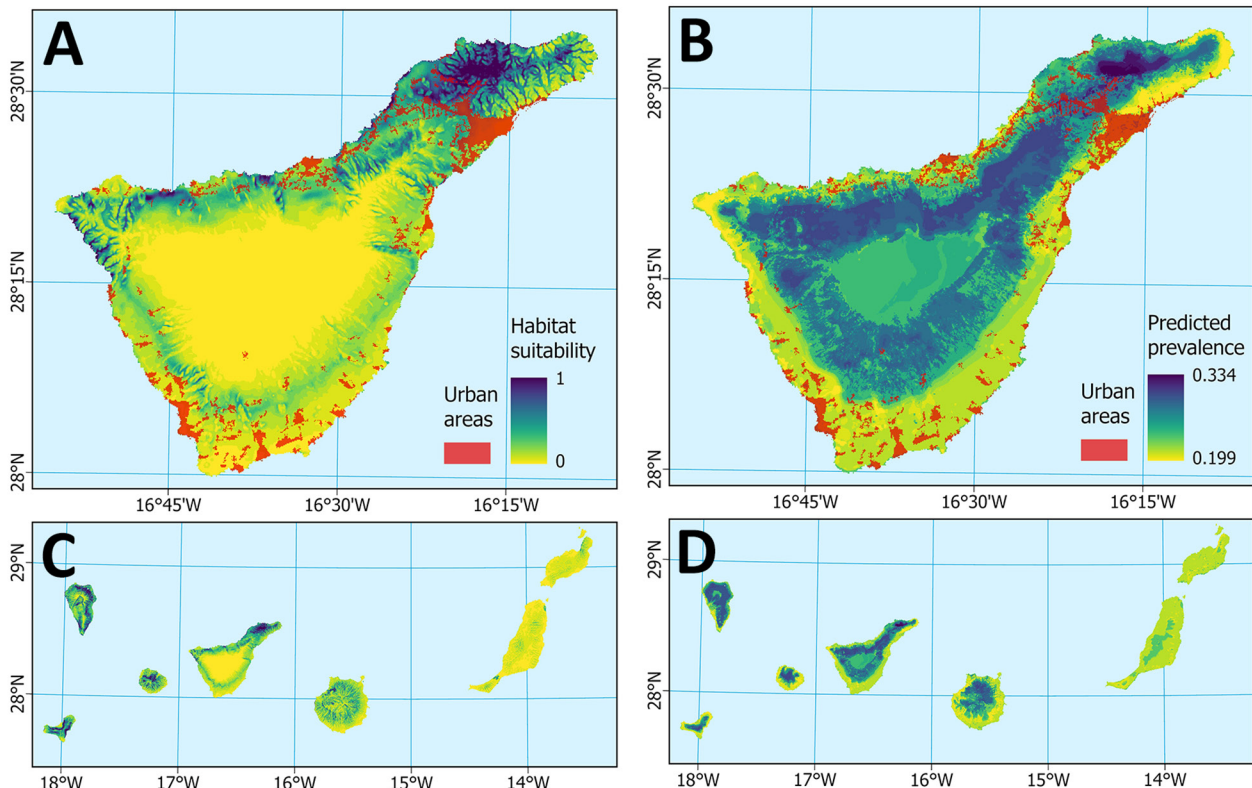 A
28°30'N
28°15'N
28°N
16°45'W
16°30'W
16°15'W
Habitat
suitability
1
0
Urban
areas
B
28°30'N
28°15'N
28°N
16°45'W
16°30'W
16°15'W
Predicted
prevalence
0.334
0.199
Urban
areas
C
29°N
28°N
18°W
17°W
16°W
15°W
14°W
D
29°N
28°N
18°W
17°W
16°W
15°W
14°W